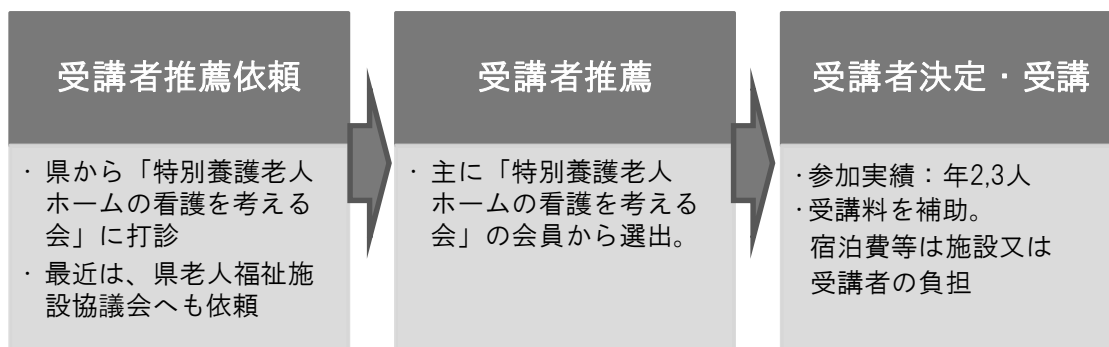 受講者推薦依頼
・県から「特別養護老人
ホームの看護を考える
会」に打診
・最近は、県老人福祉施
設協議会へも依頼
受講者推薦
・主に「特別養護老人
ホームの看護を考える
会」の会員から選出。
受講者決定・受講
・参加実績：年2,3人
・受講料を補助。
宿泊費等は施設又は
受講者の負担